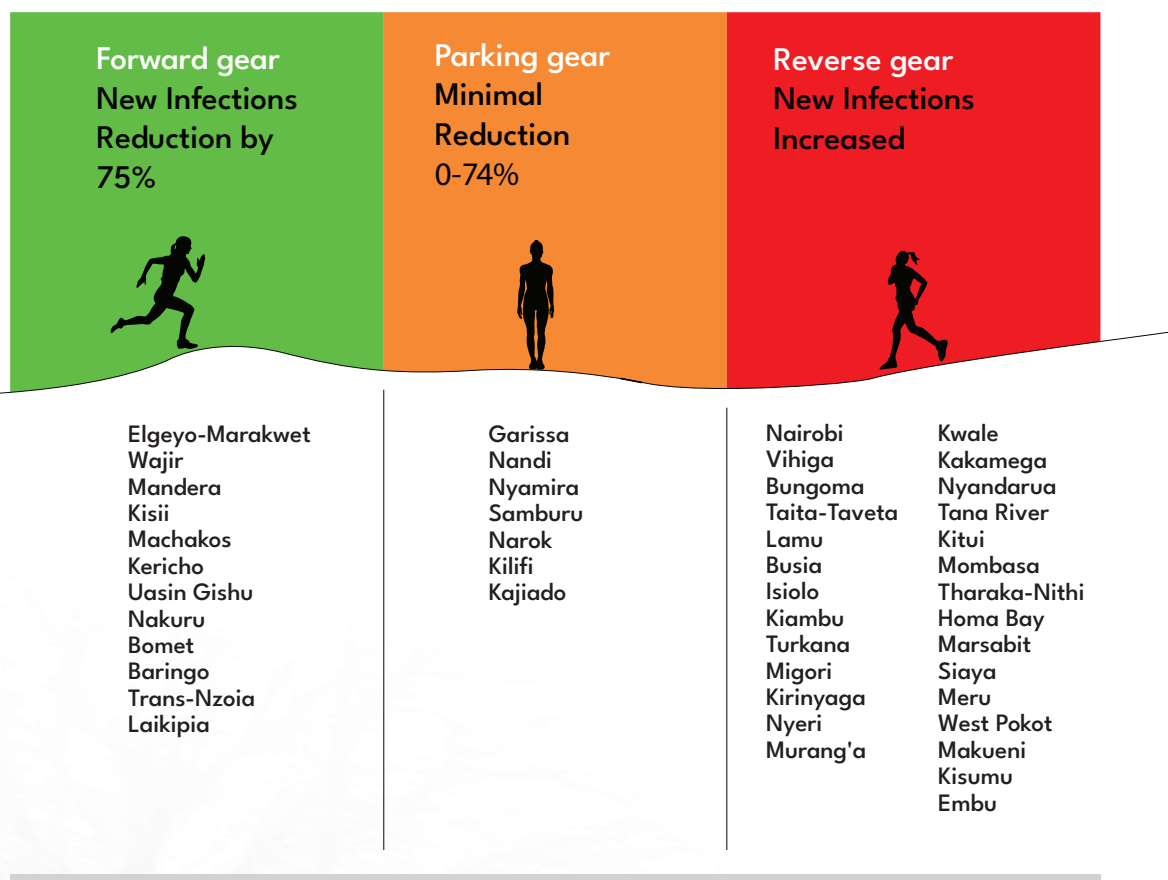 Forward gear
New Infections
Reduction by
75%
Parking gear
Minimal
Reduction
0-74%
Reverse gear
New Infections
Increased
Elgeyo-Marakwet
Wajir
Mandera
Kisii
Machakos
Kericho
Uasin Gishu
Nakuru
Bomet
Baringo
Trans-Nzoia
Laikipia
Garissa
Nandi
Nyamira
Samburu
Narok
Kilifi
Kajiado
Nairobi
Vihiga
Bungoma
Taita-Taveta
Lamu
Busia
Isiolo
Kiambu
Turkana
Migori
Kirinyaga
Nyeri
Murang'a
Kwale
Kakamega
Nyandarua
Tana River
Kitui
Mombasa
Tharaka-Nithi
Homa Bay
Marsabit
Siaya
Meru
West Pokot
Makueni
Kisumu
Embu